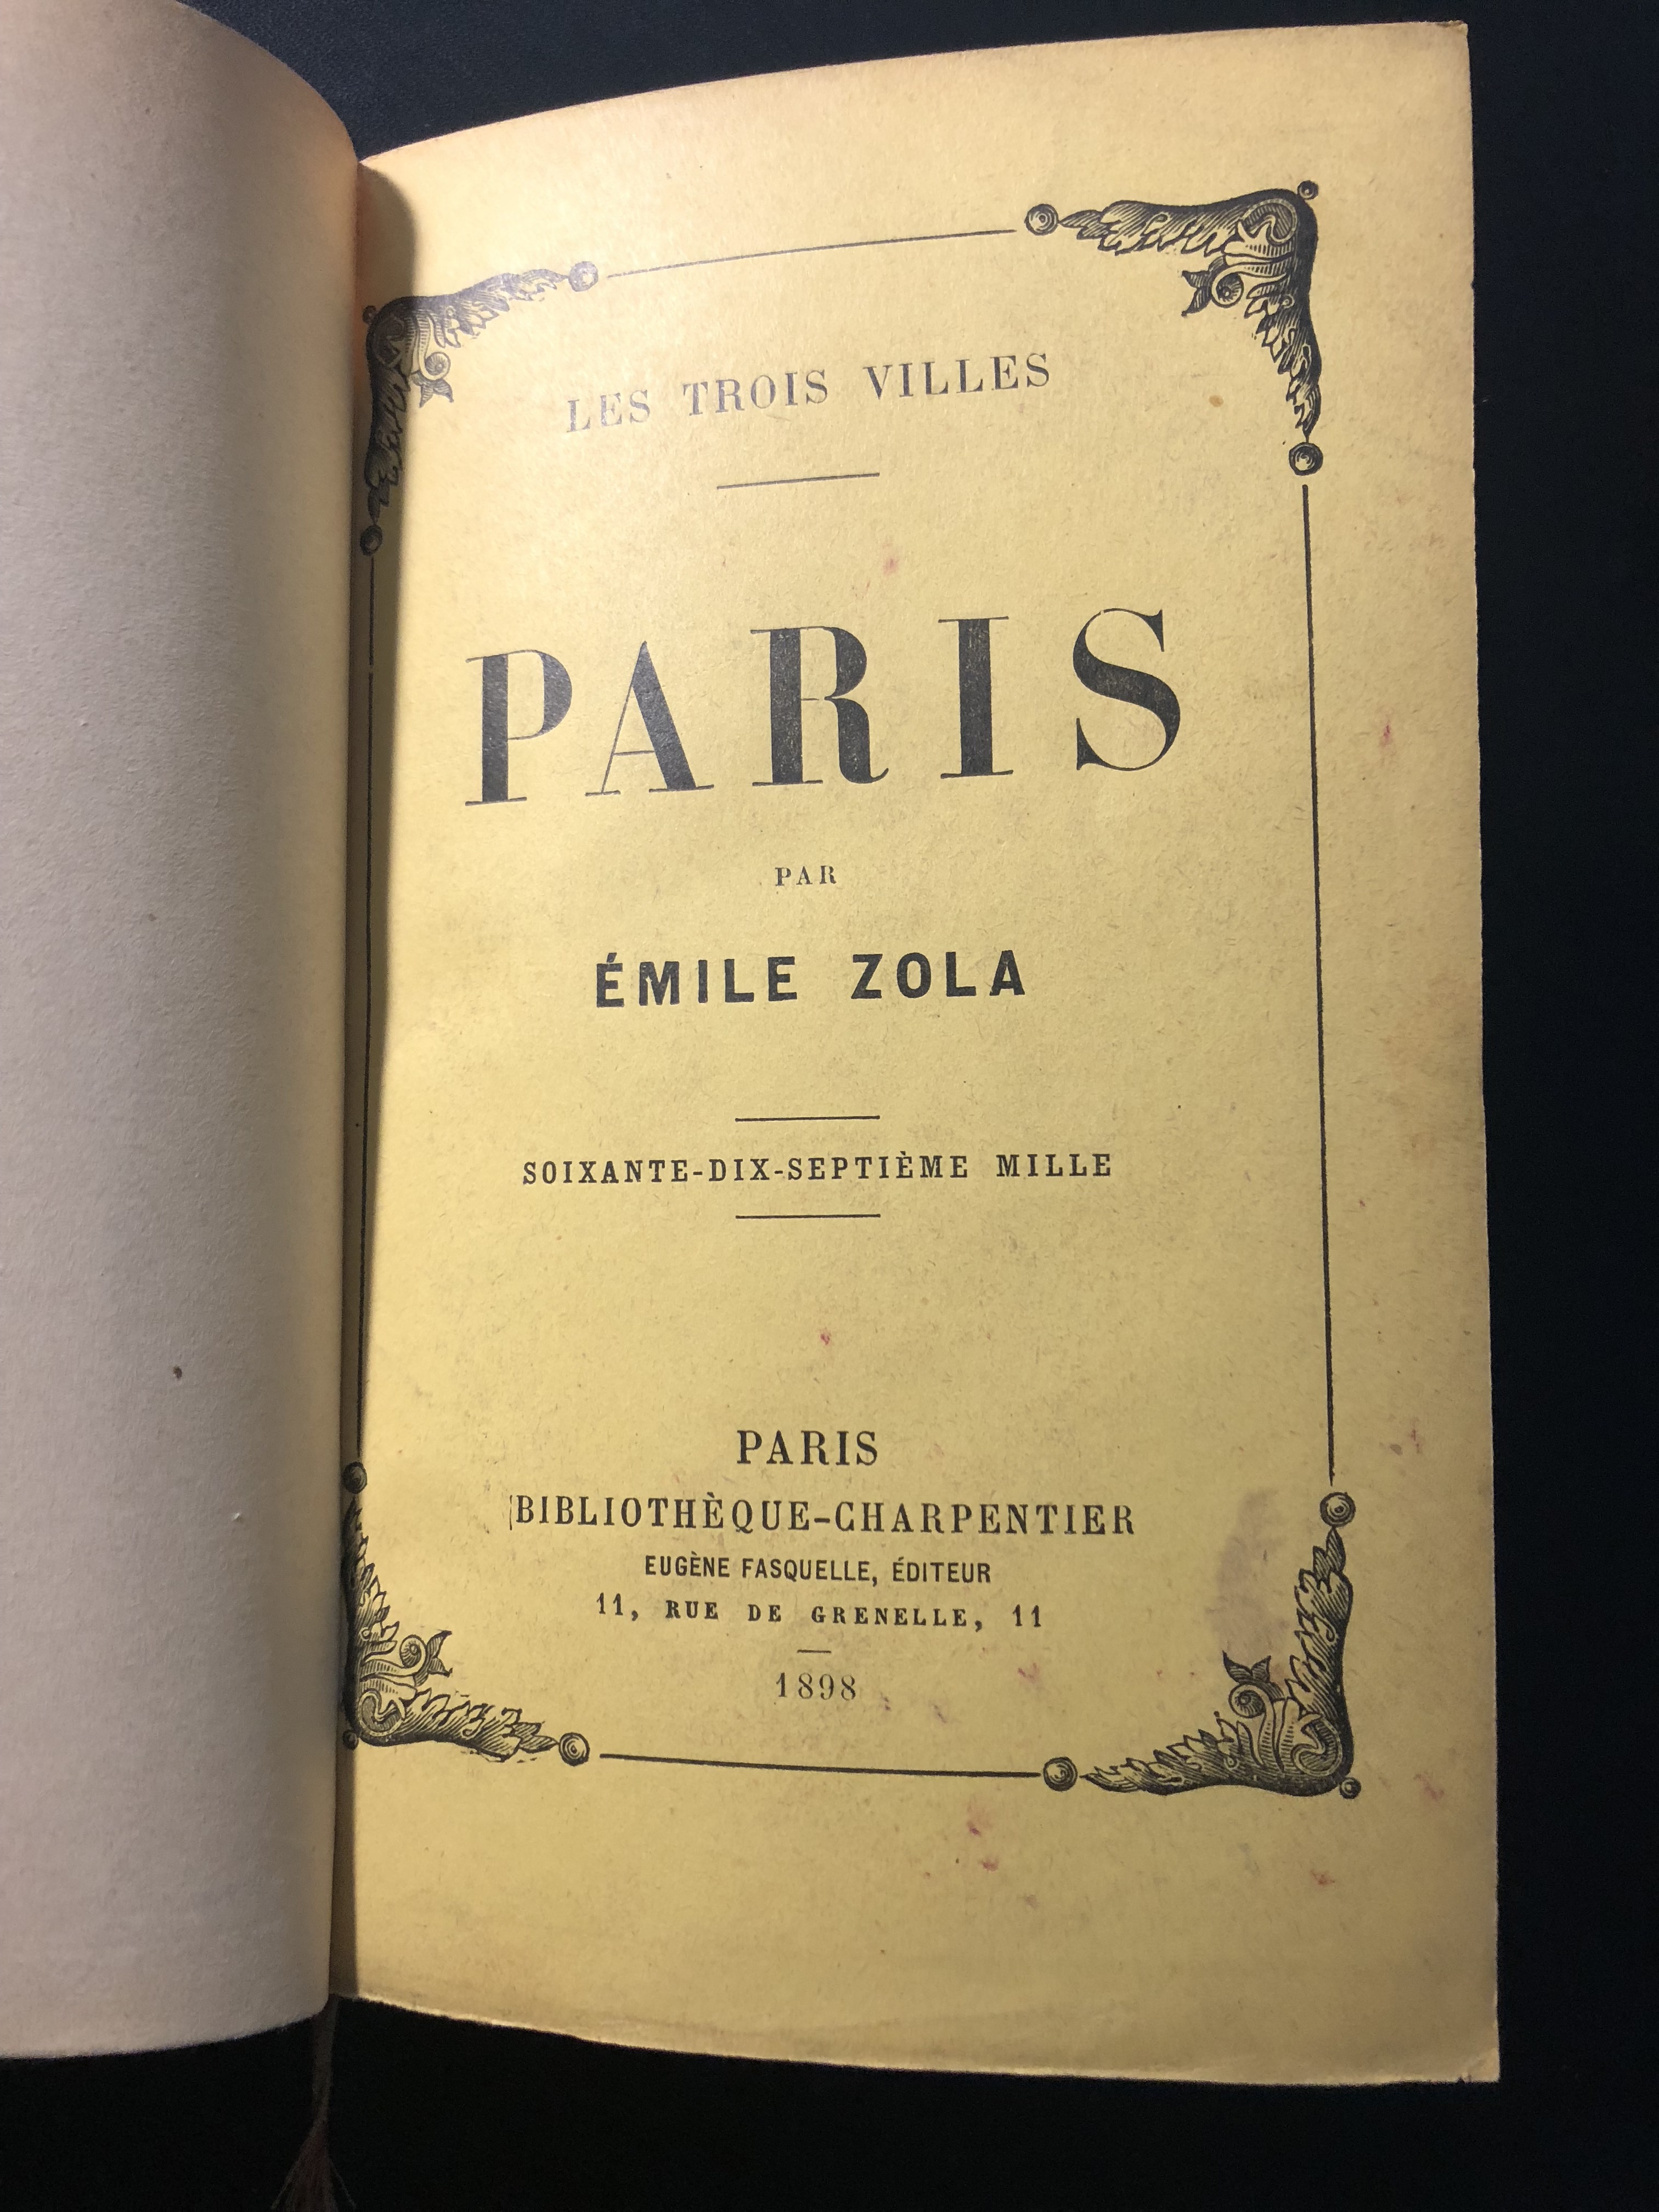 LES TROIS VILLES
PARIS
PAR
ÉMILE ZOLA
SOIXANTE-DIX-SEPTIÈME MILLE
PARIS
BIBLIOTHÈQUE-CHARPENTIER
EUGÈNE FASQUELLE, ÉDITEUR
11, RUE DE GRENELLE, 11
1898